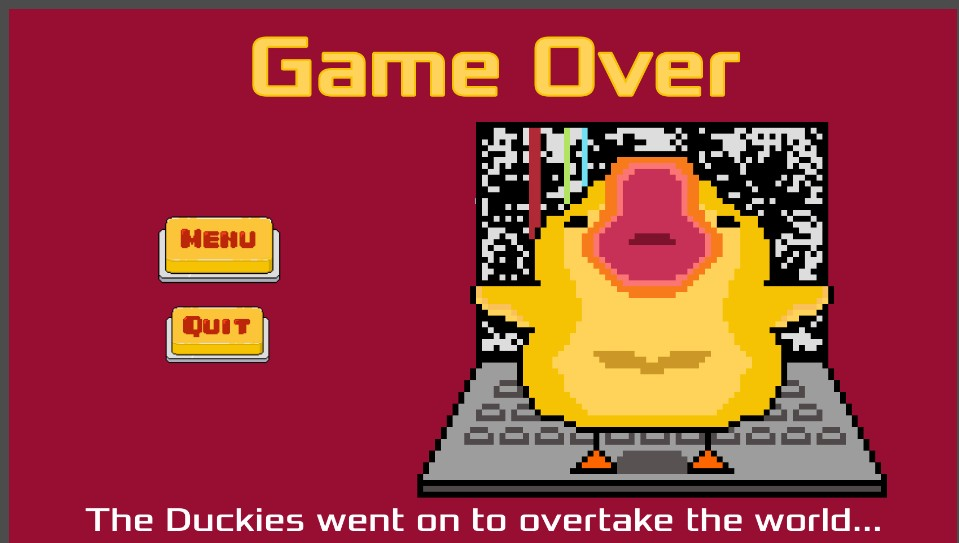 Game Over
Menu
Quit
The Duckies went on to overtake the world...